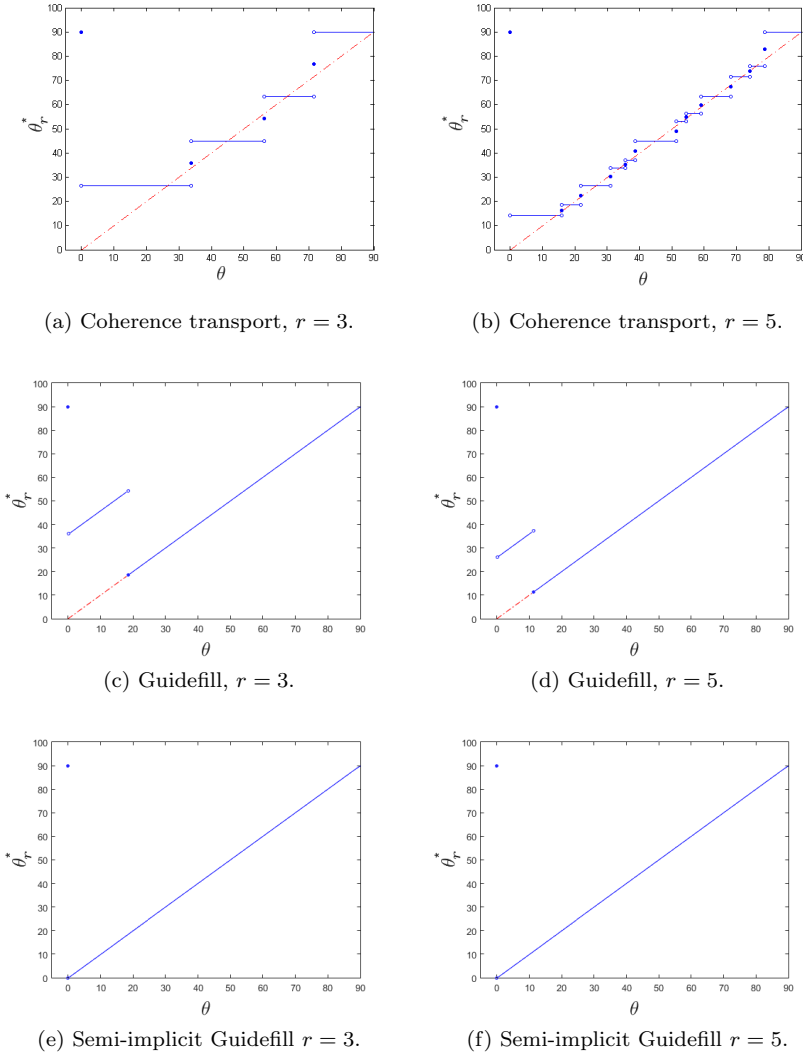 100
90
80
70
60
50
40
30
20
10
0
θ*r
0 10 20 30 40 50 60 70 80 90
θ
(a) Coherence transport, r = 3.
100
90
80
70
60
50
40
30
20
10
0
θ*r
0 10 20 30 40 50 60 70 80 90
θ
(b) Coherence transport, r = 5.
100
90
80
70
60
50
40
30
20
10
0
θ*r
0 10 20 30 40 50 60 70 80 90
θ
(c) Guidefill, r = 3.
100
90
80
70
60
50
40
30
20
10
0
θ*r
0 10 20 30 40 50 60 70 80 90
θ
(d) Guidefill, r = 5.
100
90
80
70
60
50
40
30
20
10
0
θ*r
0 10 20 30 40 50 60 70 80 90
θ
(e) Semi-implicit Guidefill r = 3.
100
90
80
70
60
50
40
30
20
10
0
θ*r
0 10 20 30 40 50 60 70 80 90
θ
(f) Semi-implicit Guidefill r = 5.